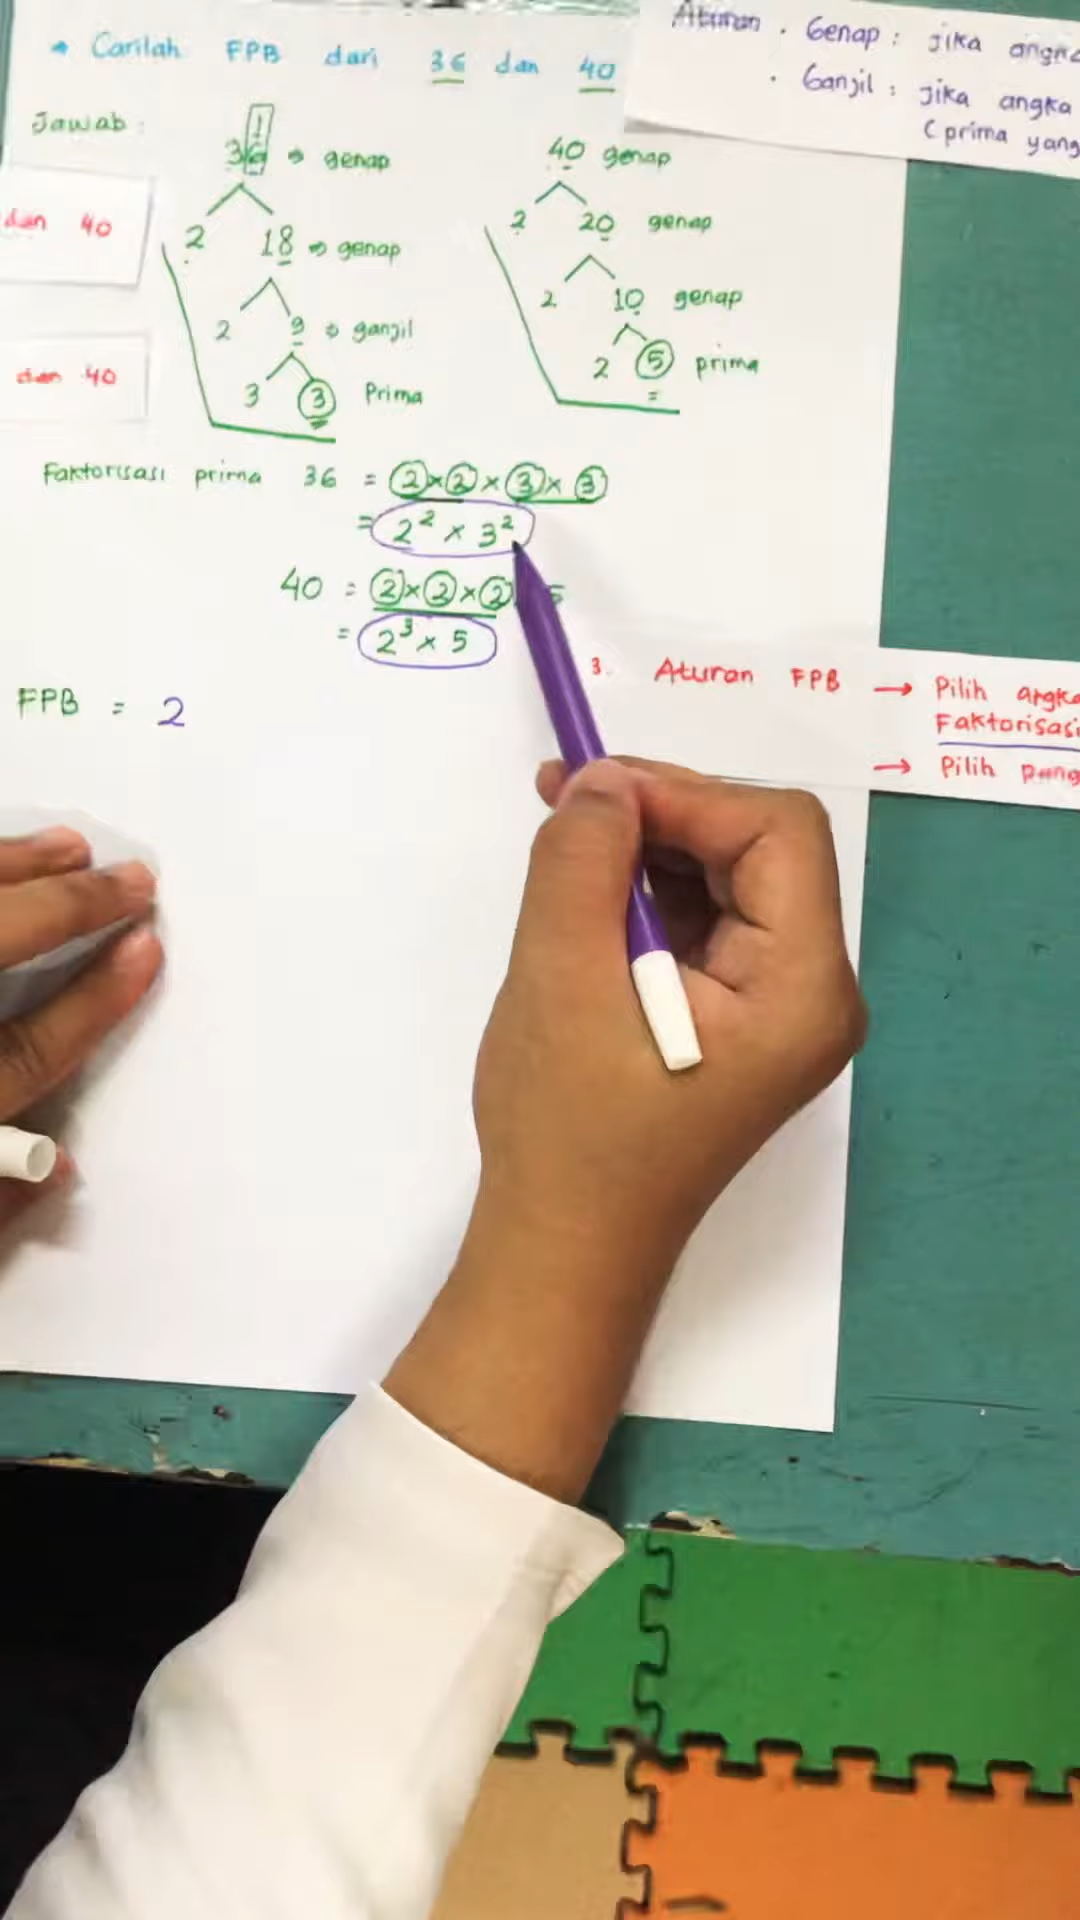 Carilah FPB dari 36 dan 40
Jawab :
36 ⇒ genap
2 18 ⇒ genap
2 9 ⇒ ganjil
3 3 Prima
40 genap
2 20 genap
2 10 genap
2 5 prima
Faktorisasi prima 36 = 2 × 2 × 3 × 3
= 2² × 3²
40 = 2 × 2 × 2 5
= 2³ × 5
FPB = 2
Aturan . Genap : jika
. Ganjil : jika angka
(prima yang
dan 40
dan 40
3. Aturan FPB → Pilih
Faktorisasi
→ Pilih